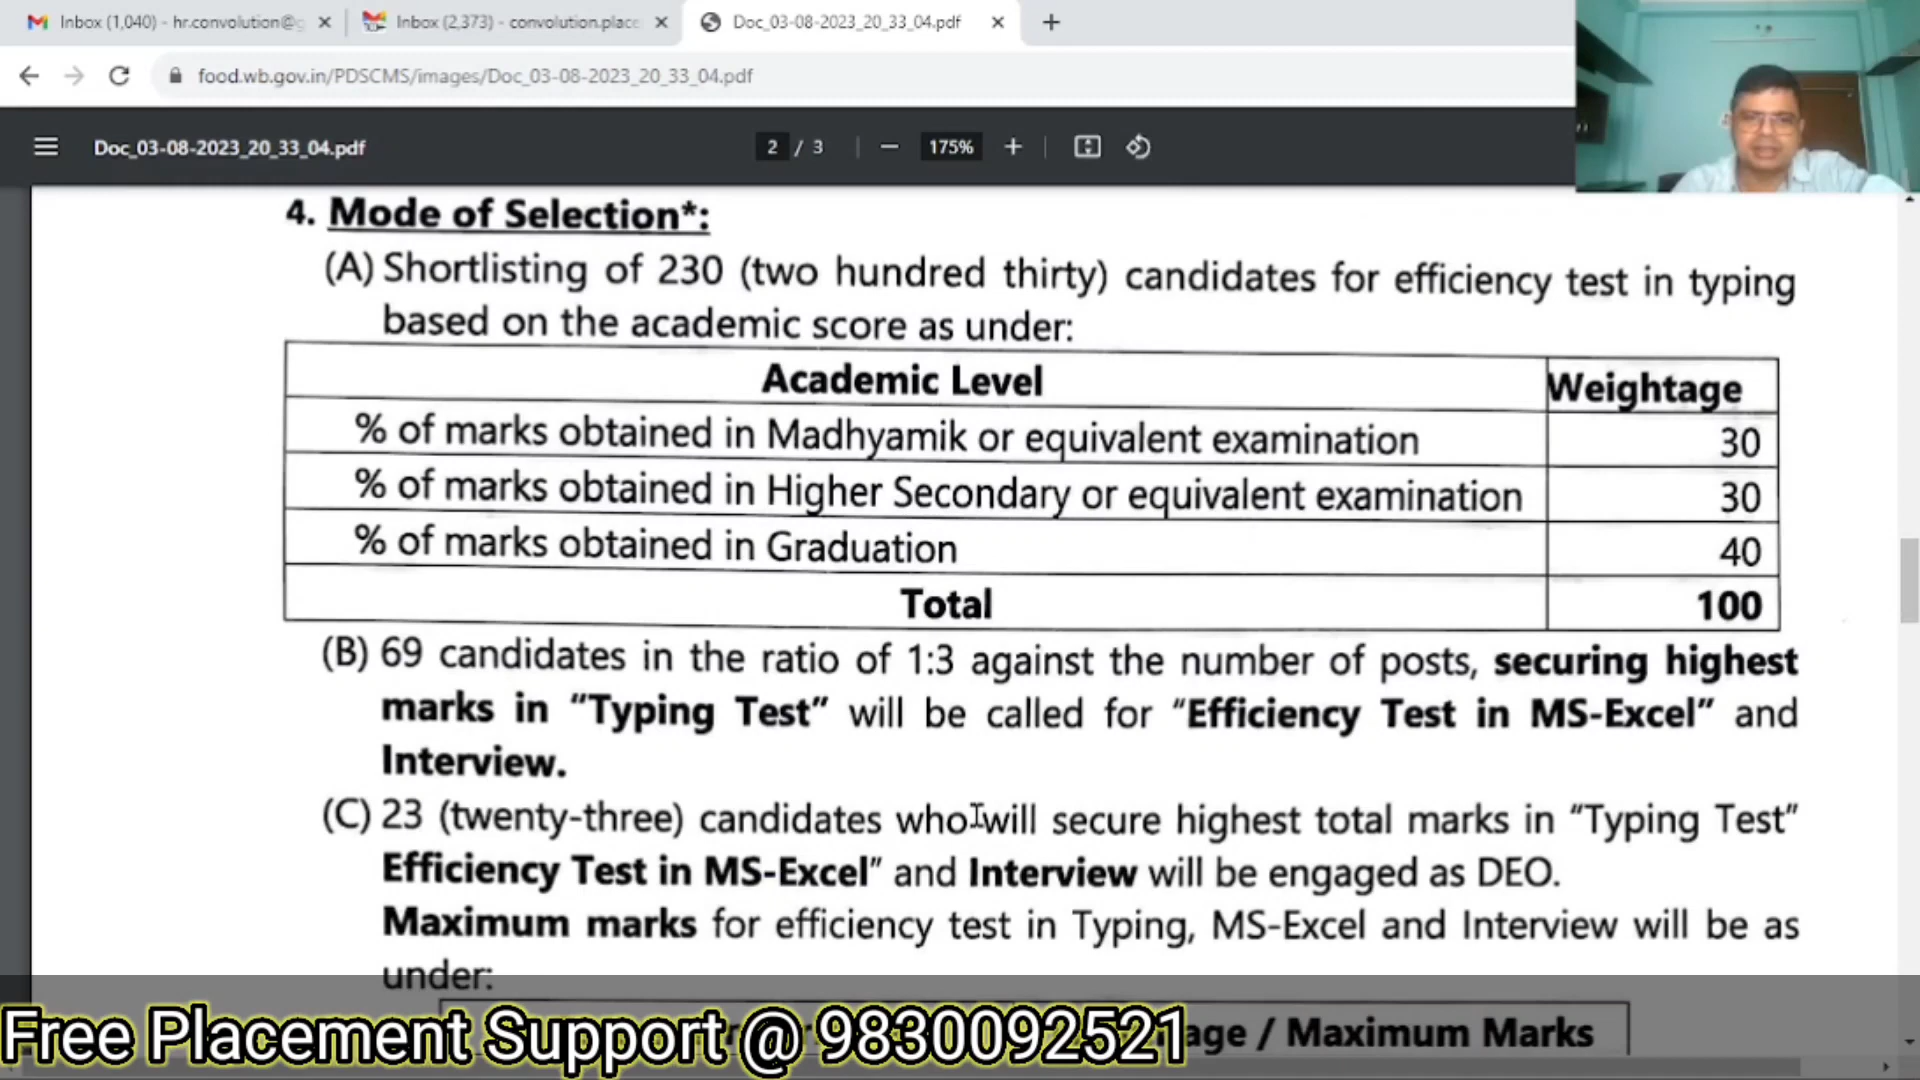 Inbox (1,040) - hr.convolution@g
Inbox (2,373) - convolution.place
Doc_03-08-2023_20_33_04.pdf
food.wb.gov.in/PDSCMS/images/Doc_03-08-2023_20_33_04.pdf
Doc_03-08-2023_20_33_04.pdf
2 / 3
175%
4. Mode of Selection*:
(A) Shortlisting of 230 (two hundred thirty) candidates for efficiency test in typing
based on the academic score as under:
Academic Level Weightage
% of marks obtained in Madhyamik or equivalent examination 30
% of marks obtained in Higher Secondary or equivalent examination 30
% of marks obtained in Graduation 40
Total 100
(B) 69 candidates in the ratio of 1:3 against the number of posts, securing highest
marks in “Typing Test” will be called for “Efficiency Test in MS-Excel” and
Interview.
(C) 23 (twenty-three) candidates who will secure highest total marks in “Typing Test”
Efficiency Test in MS-Excel” and Interview will be engaged as DEO.
Maximum marks for efficiency test in Typing, MS-Excel and Interview will be as
under:
age / Maximum Marks
Free Placement Support @ 9830092521